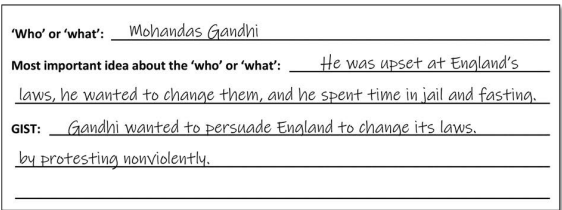 ‘Who’ or ‘what’: Mohandas Gandhi
Most important idea about the ‘who’ or ‘what’: He was upset at England's
laws, he wanted to change them, and he spent time in jail and fasting.
GIST: Gandhi wanted to persuade England to change its laws.
by protesting nonviolently.